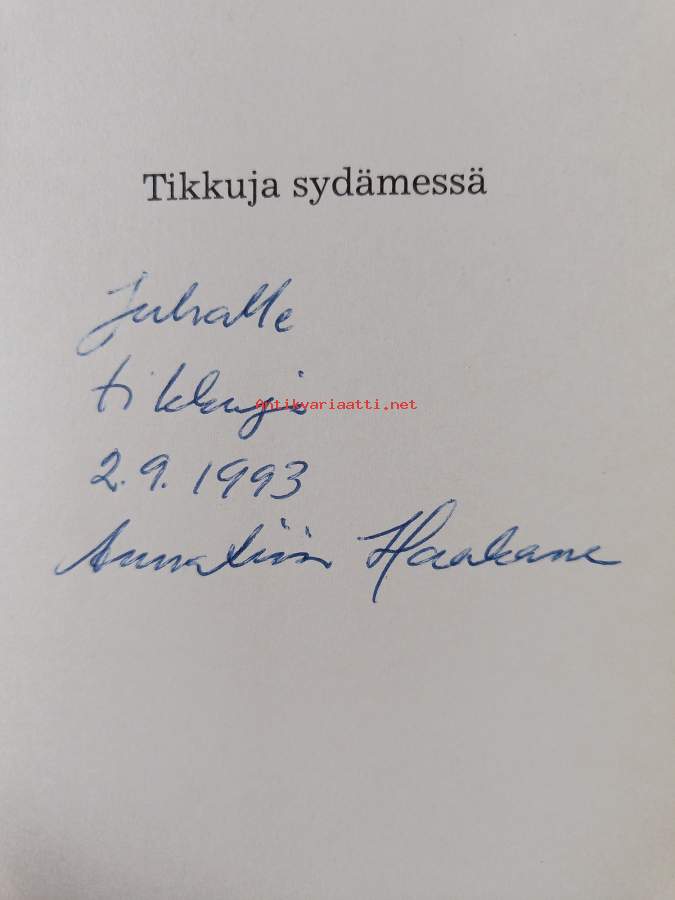 Tikkuja sydämessä
Juhalle
tikkuja
Antikvariaatti.net
2.9.1993